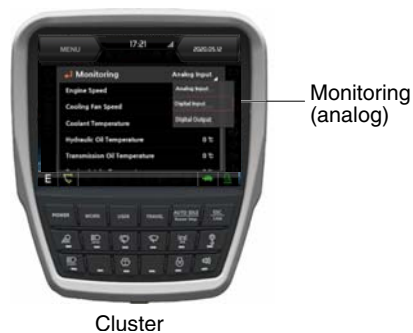 MENU 17:21 2020.05.12
Monitoring Analog Input
Engine Speed Analog Input
Cooling Fan Speed Digital Input
Coolant Temperature Digital Output
Hydraulic Oil Temperature 0 ℃
Transmission Oil Temperature 0 ℃
E
POWER WORK USER TRAVEL AUTO IDLE ESC
Monitoring
(analog)
Cluster